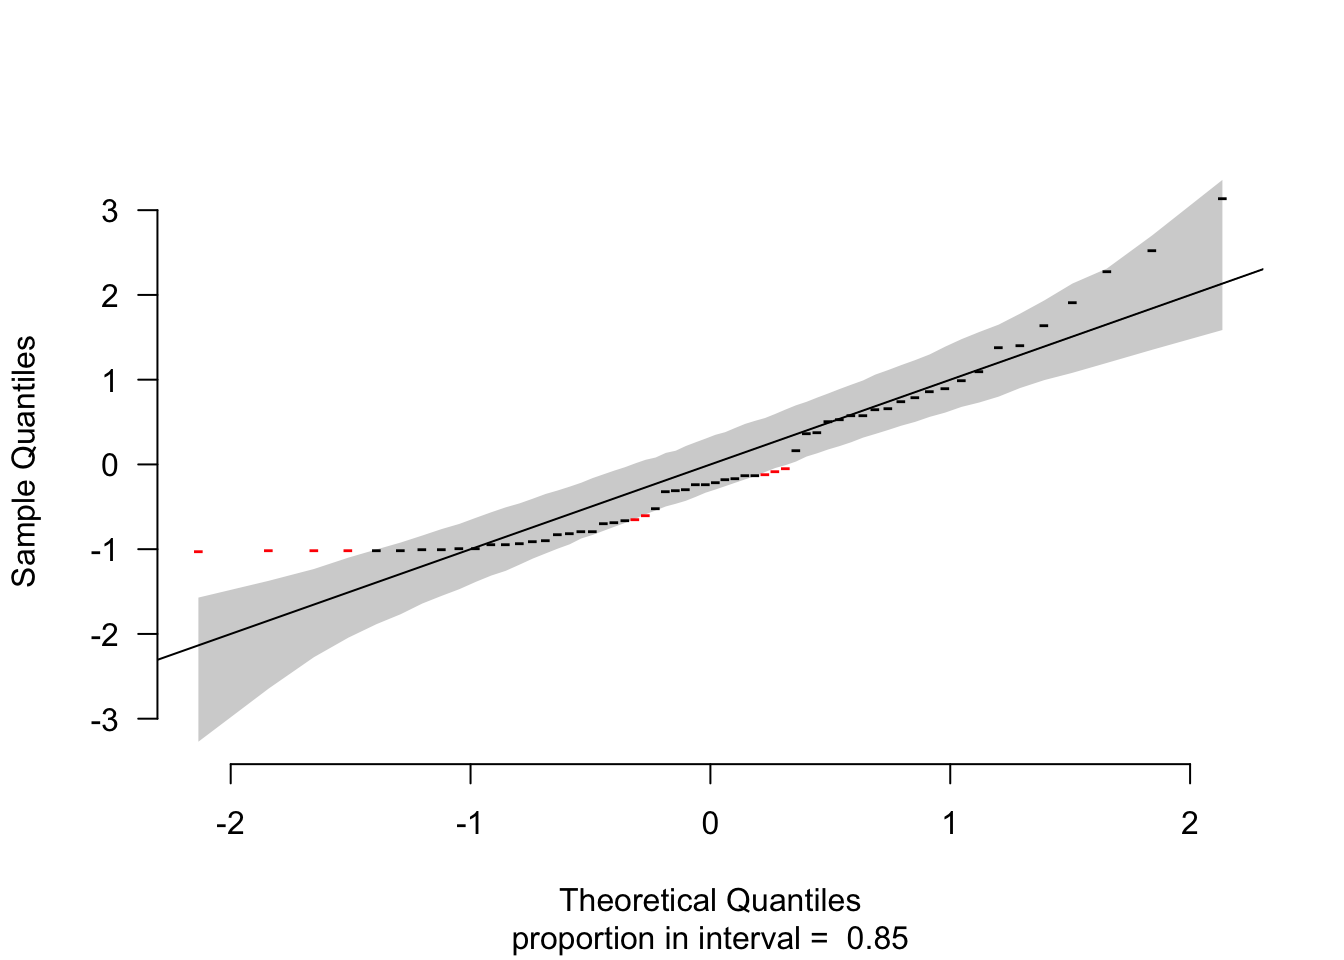 Sample Quantiles
3
2
1
0
-1
-2
-3
-2 -1 0 1 2
Theoretical Quantiles
proportion in interval = 0.85